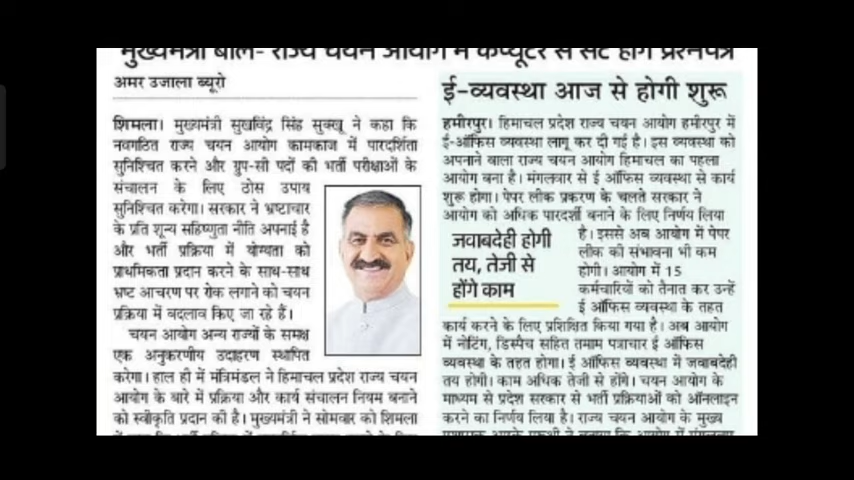 मुख्यमंत्री बोले- राज्य चयन आयोग में कंप्यूटर से सेट होंगे प्रश्नपत्र
अमर उजाला ब्यूरो
शिमला। मुख्यमंत्री सुखविंद्र सिंह सुक्खू ने कहा कि
नवगठित राज्य चयन आयोग कामकाज में पारदर्शिता
सुनिश्चित करने और ग्रुप-सी पदों की भर्ती परीक्षाओं के
संचालन के लिए ठोस उपाय
सुनिश्चित करेगा। सरकार ने भ्रष्टाचार
के प्रति शून्य सहिष्णुता नीति अपनाई है
और भर्ती प्रक्रिया में योग्यता को
प्राथमिकता प्रदान करने के साथ-साथ
भ्रष्ट आचरण पर रोक लगाने को चयन
प्रक्रिया में बदलाव किए जा रहे हैं।
चयन आयोग अन्य राज्यों के समक्ष
एक अनुकरणीय उदाहरण स्थापित
करेगा। हाल ही में मंत्रिमंडल ने हिमाचल प्रदेश राज्य चयन
आयोग के बारे में प्रक्रिया और कार्य संचालन नियम बनाने
को स्वीकृति प्रदान की है। मुख्यमंत्री ने सोमवार को शिमला
ई-व्यवस्था आज से होगी शुरू
हमीरपुर। हिमाचल प्रदेश राज्य चयन आयोग हमीरपुर में
ई-ऑफिस व्यवस्था लागू कर दी गई है। इस व्यवस्था को
अपनाने वाला राज्य चयन आयोग हिमाचल का पहला
आयोग बना है। मंगलवार से ई ऑफिस व्यवस्था से कार्य
शुरू होगा। पेपर लीक प्रकरण के चलते सरकार ने
आयोग को अधिक पारदर्शी बनाने के लिए निर्णय लिया
है। इससे अब आयोग में पेपर
लीक की संभावना भी कम
होगी। आयोग में 15
कर्मचारियों को तैनात कर उन्हें
ई ऑफिस व्यवस्था के तहत
जवाबदेही होगी
तय, तेजी से
होंगे काम
कार्य करने के लिए प्रशिक्षित किया गया है। अब आयोग
में नोटिंग, डिस्पैच सहित तमाम पत्राचार ई ऑफिस
व्यवस्था के तहत होगा। ई ऑफिस व्यवस्था में जवाबदेही
तय होगी। काम अधिक तेजी से होंगे। चयन आयोग के
माध्यम से प्रदेश सरकार से भर्ती प्रक्रियाओं को ऑनलाइन
करने का निर्णय लिया है। राज्य चयन आयोग के मुख्य